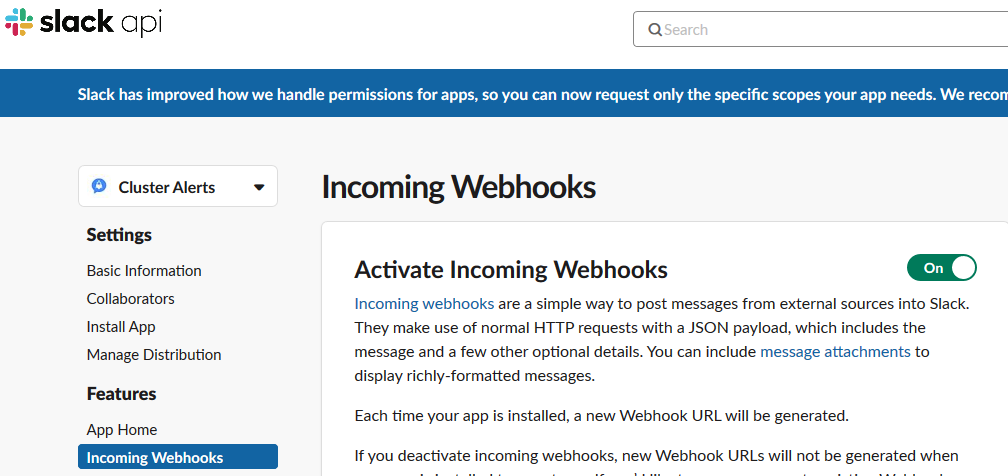 slack api
Search
Slack has improved how we handle permissions for apps, so you can now request only the specific scopes your app needs. We
Cluster Alerts
Settings
Basic Information
Collaborators
Install App
Manage Distribution
Features
App Home
Incoming Webhooks
Incoming Webhooks
Activate Incoming Webhooks
On
Incoming webhooks are a simple way to post messages from external sources into Slack.
They make use of normal HTTP requests with a JSON payload, which includes the
message and a few other optional details. You can include message attachments to
display richly-formatted messages.
Each time your app is installed, a new Webhook URL will be generated.
If you deactivate incoming webhooks, new Webhook URLs will not be generated when